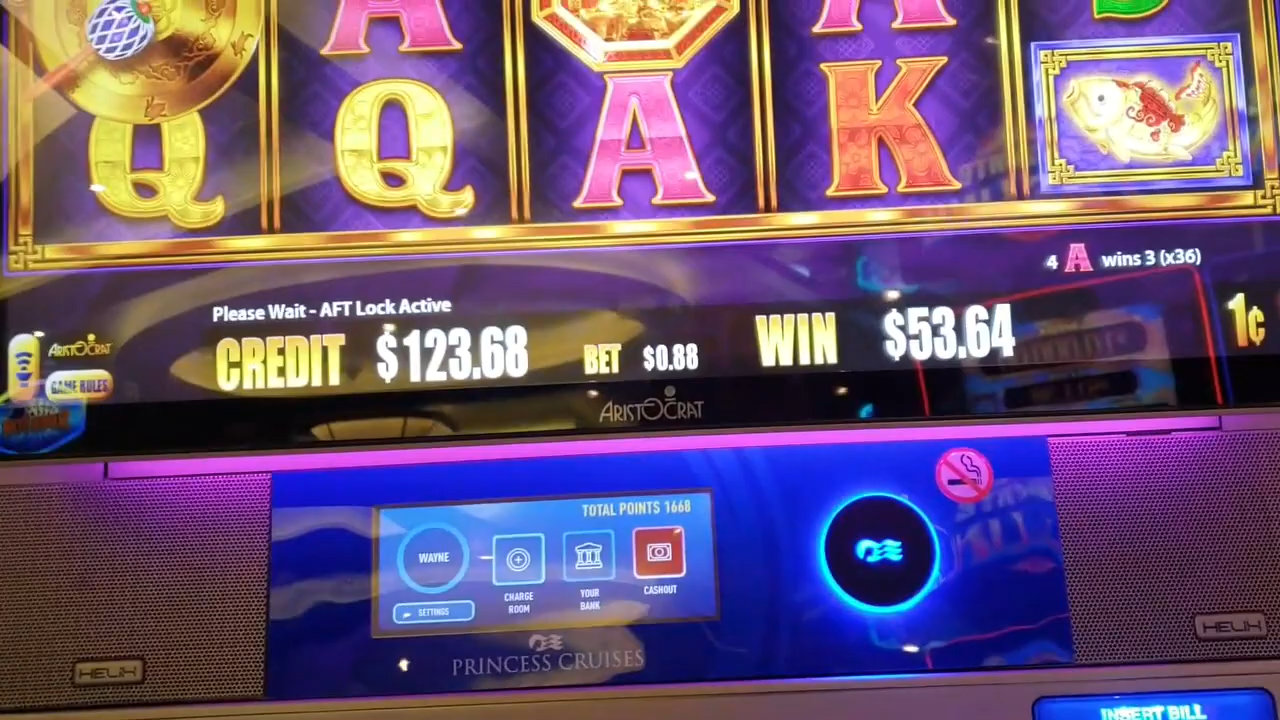 A
A
Q
Q
A
K
4 A wins 3 (x36)
Please Wait - AFT Lock Active
CREDIT $123.68
BET $0.88
WIN $53.64
1¢
ARISTOCRAT
GAME RULES
ARISTOCRAT
TOTAL POINTS 1668
WAYNE
SETTINGS
CHARGE
ROOM
YOUR
BANK
CASHOUT
PRINCESS CRUISES
HELIX
HELIX
INSERT BILL